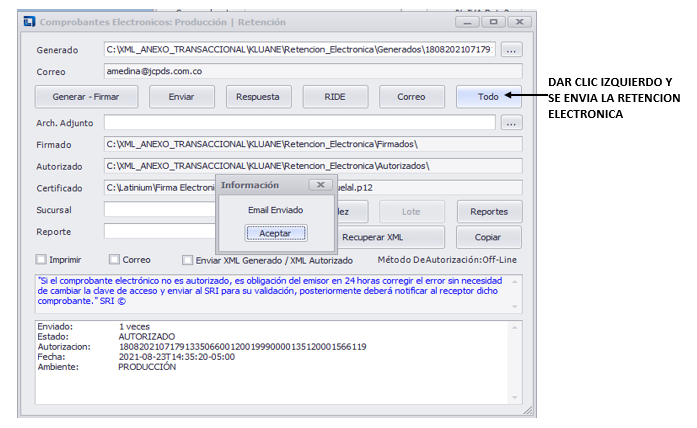 Comprobantes Electronicos: Producción | Retención
Generado C:\XML_ANEXO_TRANSACCIONAL\KLUANE\Retencion_Electronica\Generados\1808202107179 ...
Correo amedina@jcpds.com.co
Generar - Firmar Enviar Respuesta RIDE Correo Todo
DAR CLIC IZQUIERDO Y
SE ENVIA LA RETENCION
ELECTRONICA
Arch. Adjunto ...
Firmado C:\XML_ANEXO_TRANSACCIONAL\KLUANE\Retencion_Electronica\Firmados\
Autorizado C:\XML_ANEXO_TRANSACCIONAL\KLUANE\Retencion_Electronica\Autorizados\
Certificado C:\Latinium\Firma Electroni uelal.p12
Información
Email Enviado
Aceptar
Sucursal lez Lote Reportes
Reporte Recuperar XML Copiar
Imprimir Correo Enviar XML Generado / XML Autorizado Método DeAutorización:Off-Line
"Si el comprobante electrónico no es autorizado, es obligación del emisor en 24 horas corregir el error sin necesidad
de cambiar la clave de acceso y enviar al SRI para su validación, posteriormente deberá notificar al receptor dicho
comprobante." SRI ©
Enviado: 1 veces
Estado: AUTORIZADO
Autorizacion: 1808202107179133506600120019990000135120001566119
Fecha: 2021-08-23T14:35:20-05:00
Ambiente: PRODUCCIÓN